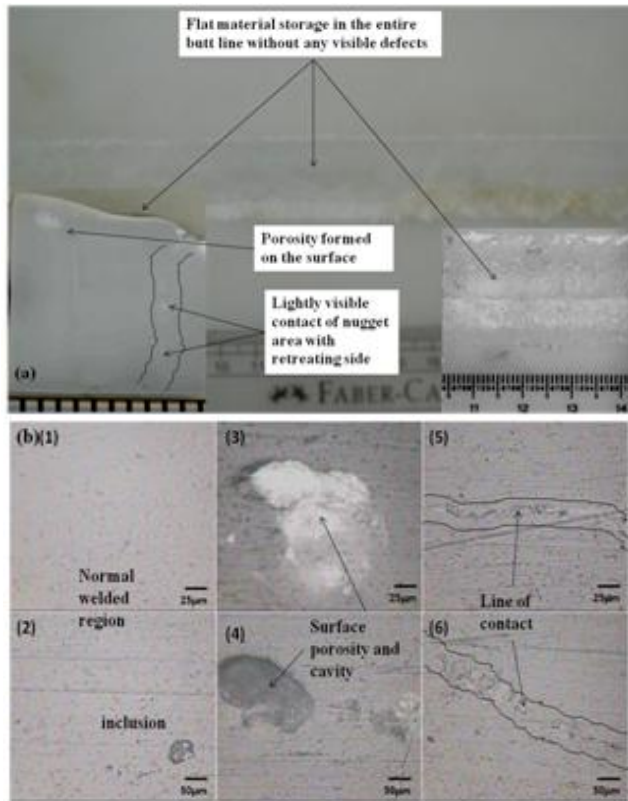 Flat material storage in the entire
butt line without any visible defects
Porosity formed
on the surface
Lightly visible
contact of nugget
area with
retreating side
(a)
FABER-CA
11 12 13 14
(b)(1)
(3)
(5)
Normal
welded
region
25µm
25µm
25µm
Line of
contact
(2)
(4)
(6)
Surface
porosity and
cavity
inclusion
50µm
50µm
50µm